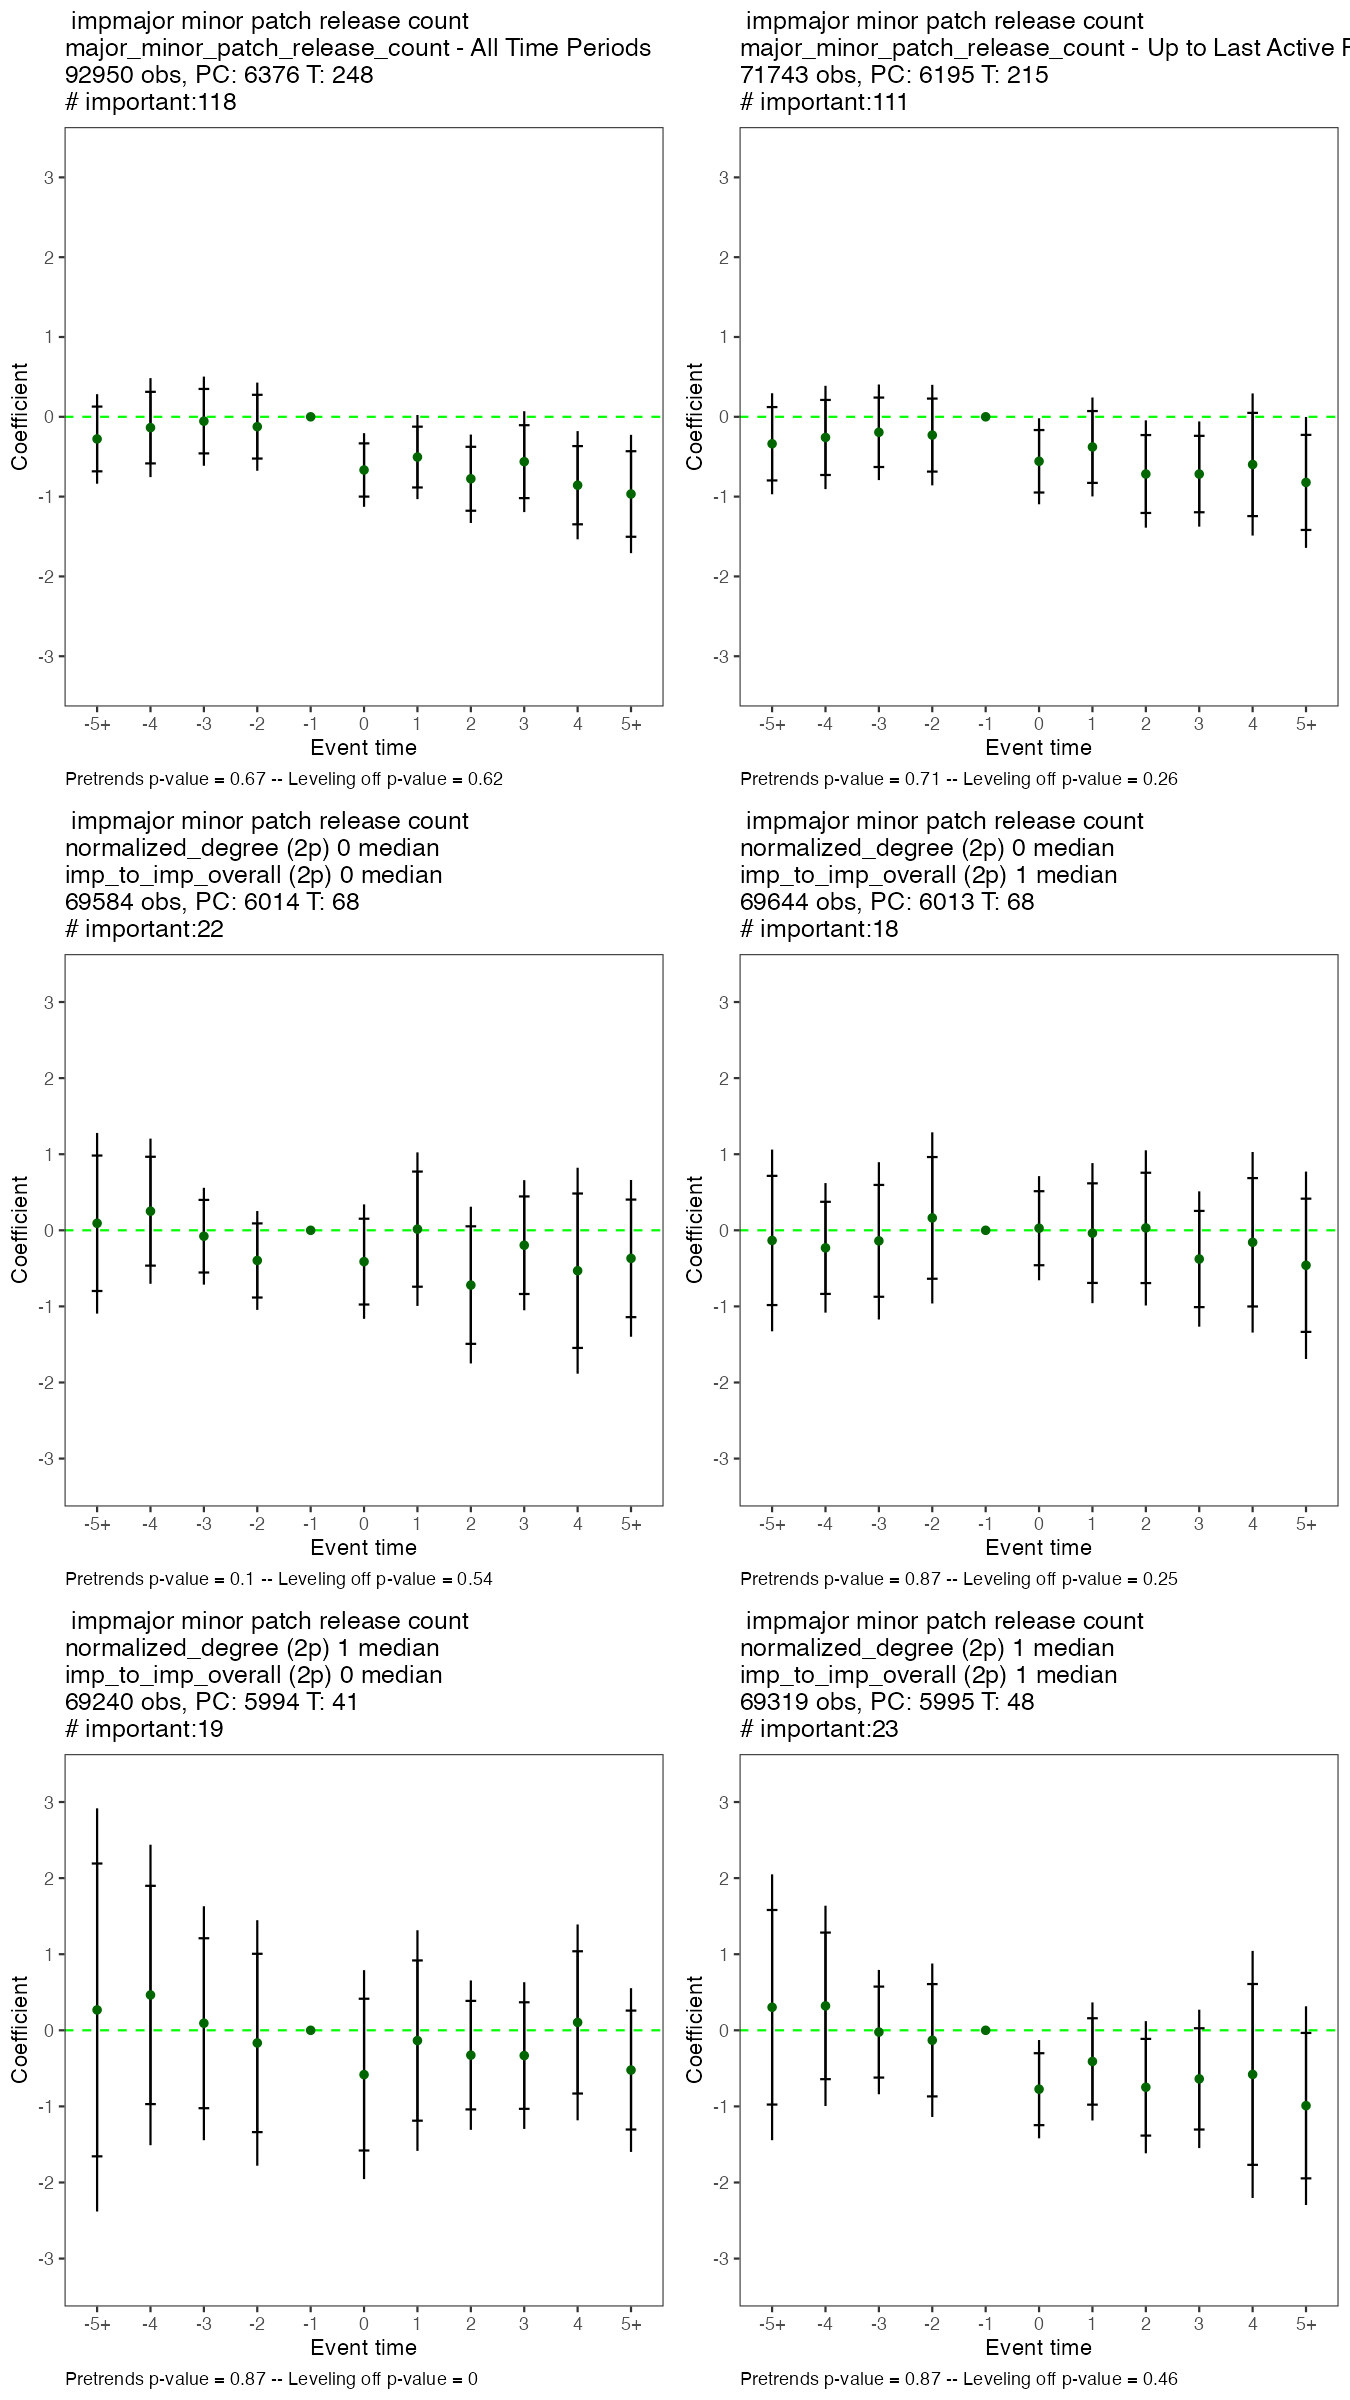 impmajor minor patch release count
major_minor_patch_release_count - All Time Periods
92950 obs, PC: 6376 T: 248
# important:118
3
2
1
0
-1
-2
-3
Coefficient
-5+ -4 -3 -2 -1 0 1 2 3 4 5+
Event time
Pretrends p-value = 0.67 -- Leveling off p-value = 0.62
impmajor minor patch release count
major_minor_patch_release_count - Up to Last Active
71743 obs, PC: 6195 T: 215
# important:111
3
2
1
0
-1
-2
-3
Coefficient
-5+ -4 -3 -2 -1 0 1 2 3 4 5+
Event time
Pretrends p-value = 0.71 -- Leveling off p-value = 0.26
impmajor minor patch release count
normalized_degree (2p) 0 median
imp_to_imp_overall (2p) 0 median
69584 obs, PC: 6014 T: 68
# important:22
3
2
1
0
-1
-2
-3
Coefficient
-5+ -4 -3 -2 -1 0 1 2 3 4 5+
Event time
Pretrends p-value = 0.1 -- Leveling off p-value = 0.54
impmajor minor patch release count
normalized_degree (2p) 0 median
imp_to_imp_overall (2p) 1 median
69644 obs, PC: 6013 T: 68
# important:18
3
2
1
0
-1
-2
-3
Coefficient
-5+ -4 -3 -2 -1 0 1 2 3 4 5+
Event time
Pretrends p-value = 0.87 -- Leveling off p-value = 0.25
impmajor minor patch release count
normalized_degree (2p) 1 median
imp_to_imp_overall (2p) 0 median
69240 obs, PC: 5994 T: 41
# important:19
3
2
1
0
-1
-2
-3
Coefficient
-5+ -4 -3 -2 -1 0 1 2 3 4 5+
Event time
Pretrends p-value = 0.87 -- Leveling off p-value = 0
impmajor minor patch release count
normalized_degree (2p) 1 median
imp_to_imp_overall (2p) 1 median
69319 obs, PC: 5995 T: 48
# important:23
3
2
1
0
-1
-2
-3
Coefficient
-5+ -4 -3 -2 -1 0 1 2 3 4 5+
Event time
Pretrends p-value = 0.87 -- Leveling off p-value = 0.46